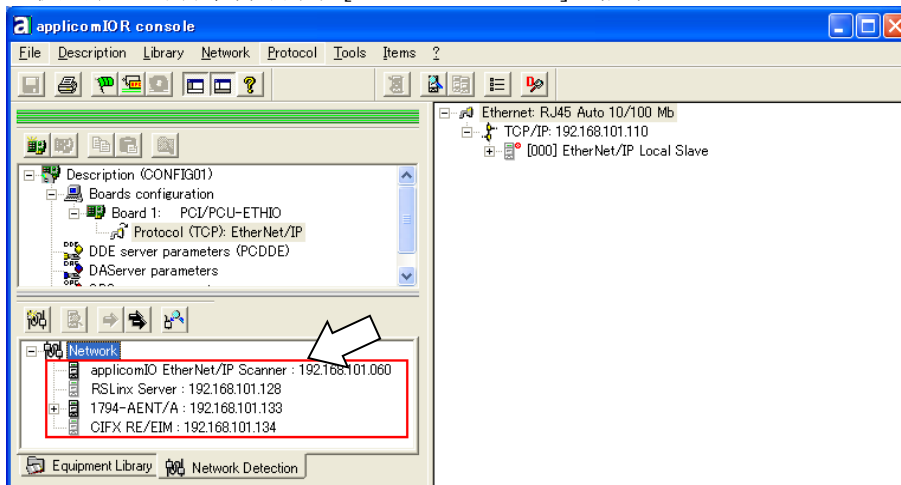 applicomIOR console
File Description Library Network Protocol Tools Items ?
Ethernet: RJ45 Auto 10/100 Mb
TCP/IP: 192.168.101.110
[000] EtherNet/IP Local Slave
Description (CONFIG01)
Boards configuration
Board 1: PCI/PCU-ETHIO
Protocol (TCP): EtherNet/IP
DDE server parameters (PCDDE)
DAServer parameters
Network
applicomIO EtherNet/IP Scanner : 192.168.101.060
RSLinx Server : 192.168.101.128
1794-AENT/A : 192.168.101.133
CIFX RE/EIM : 192.168.101.134
Equipment Library Network Detection